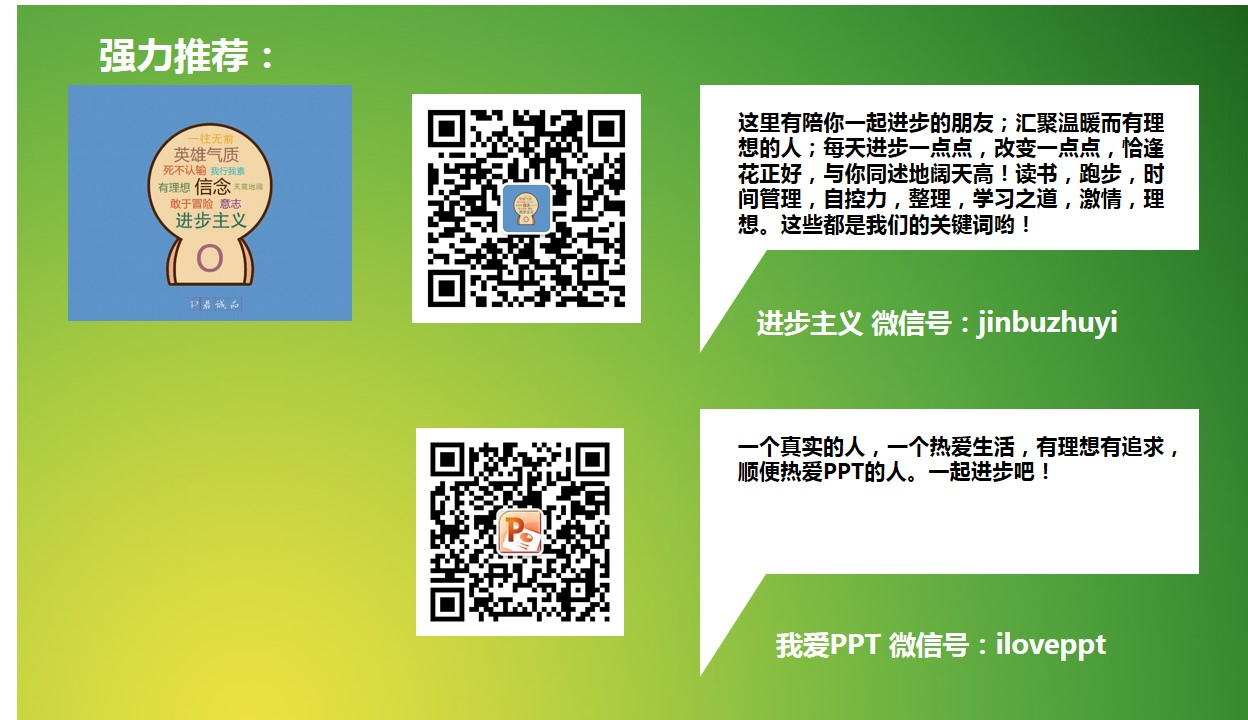 强力推荐：
一往无前
英雄气质
死不认输 我行我素
有理想 信念 天高地阔
敢于冒险 意志
进步主义
这里有陪你一起进步的朋友；汇聚温暖而有理
想的人；每天进步一点点，改变一点点，恰逢
花正好，与你同述地阔天高！读书，跑步，时
间管理，自控力，整理，学习之道，激情，理
想。这些都是我们的关键词哟！
进步主义 微信号：jinbuzhuyi
一个真实的人，一个热爱生活，有理想有追求，
顺便热爱PPT的人。一起进步吧！
P
我爱PPT 微信号：iloveppt